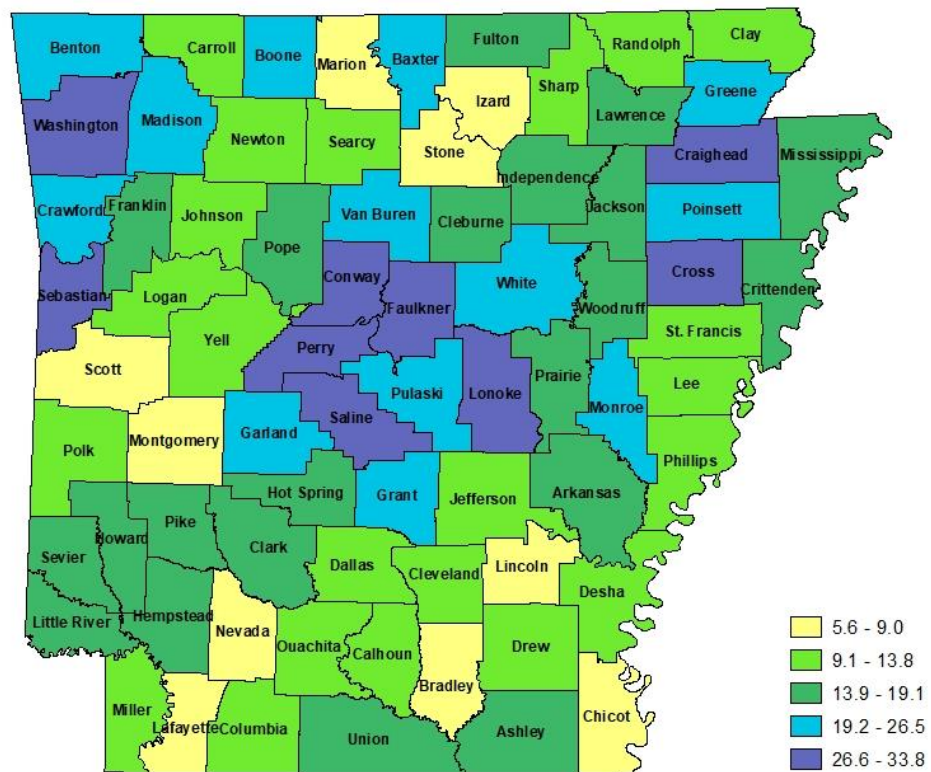 Benton
Carroll
Boone
Marion
Baxter
Fulton
Randolph
Clay
Izard
Sharp
Greene
Washington
Madison
Lawrence
Newton
Searcy
Stone
Craighead
Mississippi
Independence
Crawford
Franklin
Johnson
Van Buren
Cleburne
Jackson
Poinsett
Pope
Conway
White
Cross
Sebastian
Logan
Faulkner
Woodruff
Crittenden
Yell
St. Francis
Perry
Scott
Pulaski
Lonoke
Prairie
Lee
Monroe
Saline
Garland
Montgomery
Polk
Phillips
Hot Spring
Grant
Jefferson
Arkansas
Pike
Howard
Clark
Sevier
Dallas
Cleveland
Lincoln
Desha
Little River
Hempstead
Nevada
Ouachita
Calhoun
Drew
Bradley
Miller
Lafayette
Columbia
Union
Ashley
Chicot
5.6 - 9.0
9.1 - 13.8
13.9 - 19.1
19.2 - 26.5
26.6 - 33.8